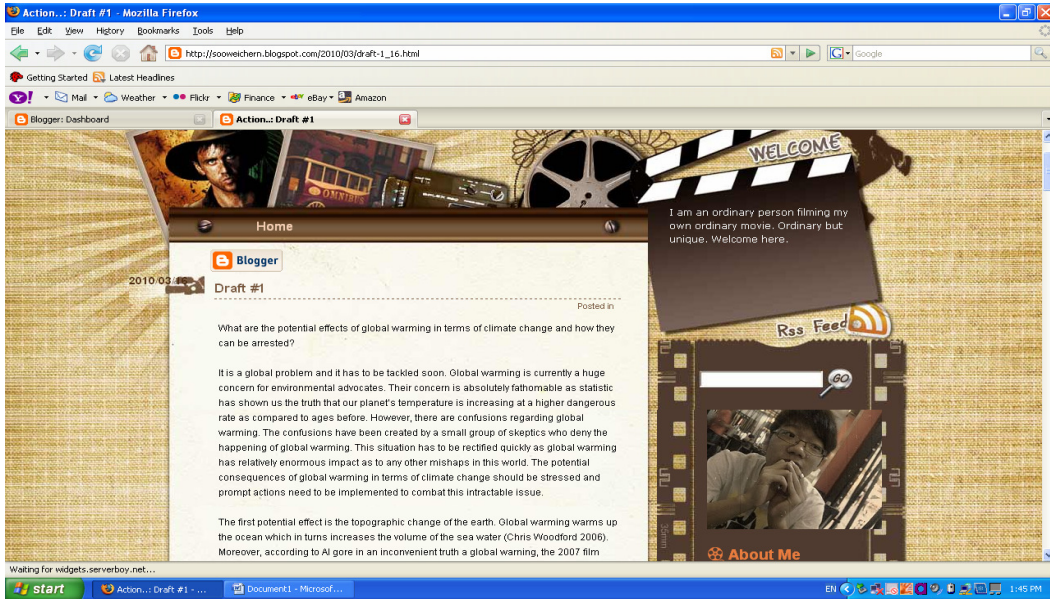 Action..: Draft #1 - Mozilla Firefox
File Edit View History Bookmarks Tools Help
http://sooweichern.blogspot.com/2010/03/draft-1_16.html
Google
Getting Started Latest Headlines
Y! Mail Weather Flickr Finance eBay Amazon
Blogger: Dashboard
Action..: Draft #1
OMNIBUS
WELCOME
I am an ordinary person filming my
own ordinary movie. Ordinary but
unique. Welcome here.
Home
Blogger
2010/03/16
Draft #1
Posted in
Rss Feed
What are the potential effects of global warming in terms of climate change and how they
can be arrested?
It is a global problem and it has to be tackled soon. Global warming is currently a huge
concern for environmental advocates. Their concern is absolutely fathomable as statistic
has shown us the truth that our planet's temperature is increasing at a higher dangerous
rate as compared to ages before. However, there are confusions regarding global
warming. The confusions have been created by a small group of skeptics who deny the
happening of global warming. This situation has to be rectified quickly as global warming
has relatively enormous impact as to any other mishaps in this world. The potential
consequences of global warming in terms of climate change should be stressed and
prompt actions need to be implemented to combat this intractable issue.
The first potential effect is the topographic change of the earth. Global warming warms up
the ocean which in turns increases the volume of the sea water (Chris Woodford 2006).
Moreover, according to Al gore in an inconvenient truth a global warning, the 2007 film
GO
35mm
About Me
Waiting for widgets.serverboy.net...
start
Action..: Draft #1 - ...
Document1 - Microsof...
EN
1:45 PM